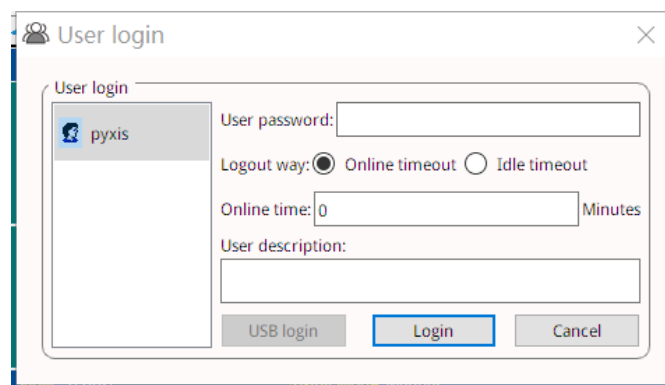 User login
User login
pyxis
User password:
Logout way: Online timeout Idle timeout
Online time: 0 Minutes
User description:
USB login Login Cancel